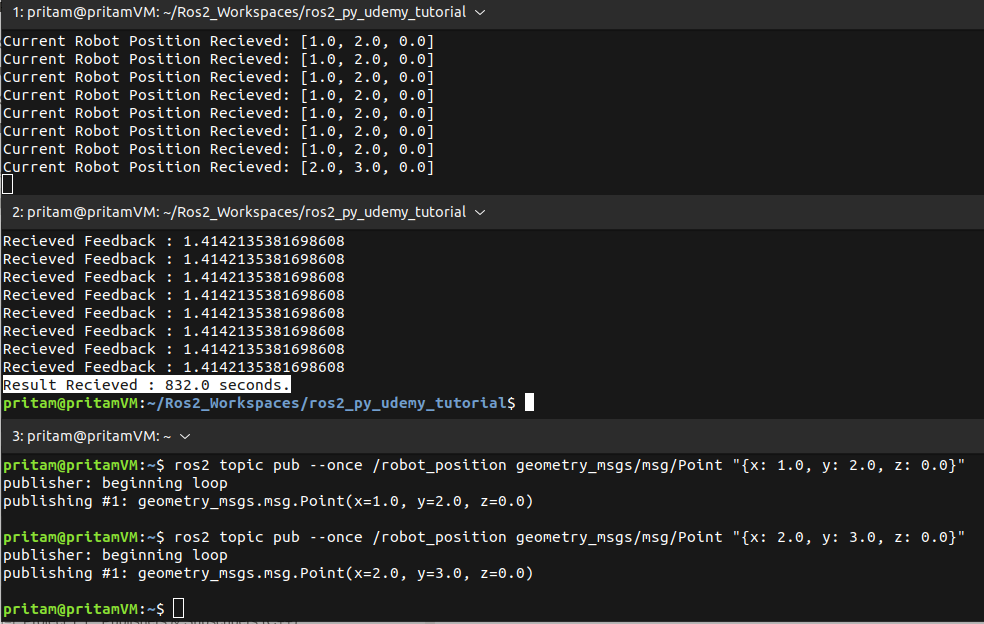 1: pritam@pritamVM: ~/Ros2_Workspaces/ros2_py_udemy_tutorial
Current Robot Position Recieved: [1.0, 2.0, 0.0]
Current Robot Position Recieved: [1.0, 2.0, 0.0]
Current Robot Position Recieved: [1.0, 2.0, 0.0]
Current Robot Position Recieved: [1.0, 2.0, 0.0]
Current Robot Position Recieved: [1.0, 2.0, 0.0]
Current Robot Position Recieved: [1.0, 2.0, 0.0]
Current Robot Position Recieved: [1.0, 2.0, 0.0]
Current Robot Position Recieved: [2.0, 3.0, 0.0]
2: pritam@pritamVM: ~/Ros2_Workspaces/ros2_py_udemy_tutorial
Recieved Feedback : 1.4142135381698608
Recieved Feedback : 1.4142135381698608
Recieved Feedback : 1.4142135381698608
Recieved Feedback : 1.4142135381698608
Recieved Feedback : 1.4142135381698608
Recieved Feedback : 1.4142135381698608
Recieved Feedback : 1.4142135381698608
Recieved Feedback : 1.4142135381698608
Result Recieved : 832.0 seconds.
pritam@pritamVM:~/Ros2_Workspaces/ros2_py_udemy_tutorial$
3: pritam@pritamVM: ~
pritam@pritamVM:~$ ros2 topic pub --once /robot_position geometry_msgs/msg/Point "{x: 1.0, y: 2.0, z: 0.0}"
publisher: beginning loop
publishing #1: geometry_msgs.msg.Point(x=1.0, y=2.0, z=0.0)
pritam@pritamVM:~$ ros2 topic pub --once /robot_position geometry_msgs/msg/Point "{x: 2.0, y: 3.0, z: 0.0}"
publisher: beginning loop
publishing #1: geometry_msgs.msg.Point(x=2.0, y=3.0, z=0.0)
pritam@pritamVM:~$